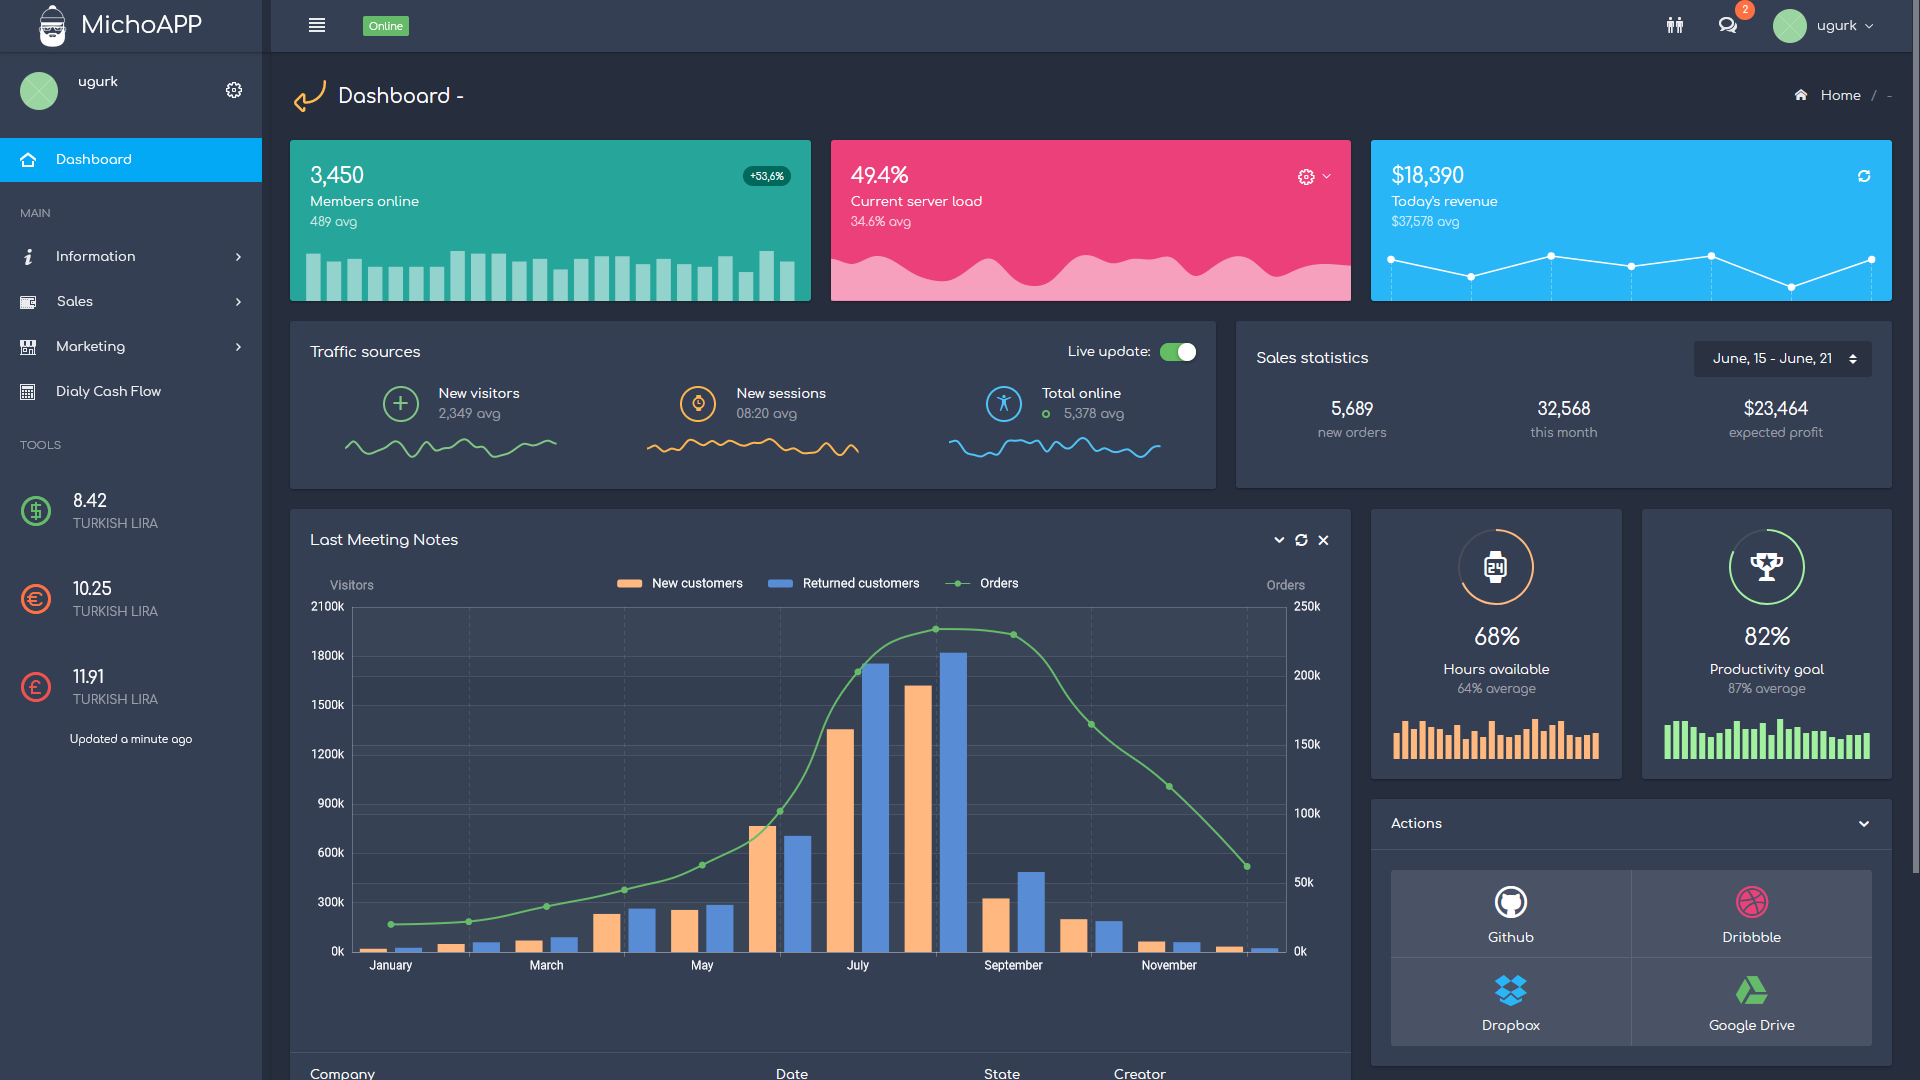 MichoAPP
Online
2
ugurk
ugurk
Dashboard
MAIN
Information
Sales
Marketing
Dialy Cash Flow
TOOLS
8.42
TURKISH LIRA
10.25
TURKISH LIRA
11.91
TURKISH LIRA
Updated a minute ago
Dashboard -
Home / -
3,450
+53,6%
Members online
489 avg
49.4%
Current server load
34.6% avg
$18,390
Today's revenue
$37,578 avg
Traffic sources
Live update:
New visitors
2,349 avg
New sessions
08:20 avg
Total online
5,378 avg
Sales statistics
June, 15 - June, 21
5,689
new orders
32,568
this month
$23,464
expected profit
Last Meeting Notes
Visitors
New customers
Returned customers
Orders
Orders
2100k
1800k
1500k
1200k
900k
600k
300k
0k
250k
200k
150k
100k
50k
0k
January
March
May
July
September
November
Company
Date
State
Creator
24
68%
Hours available
64% average
82%
Productivity goal
87% average
Actions
Github
Dribbble
Dropbox
Google Drive